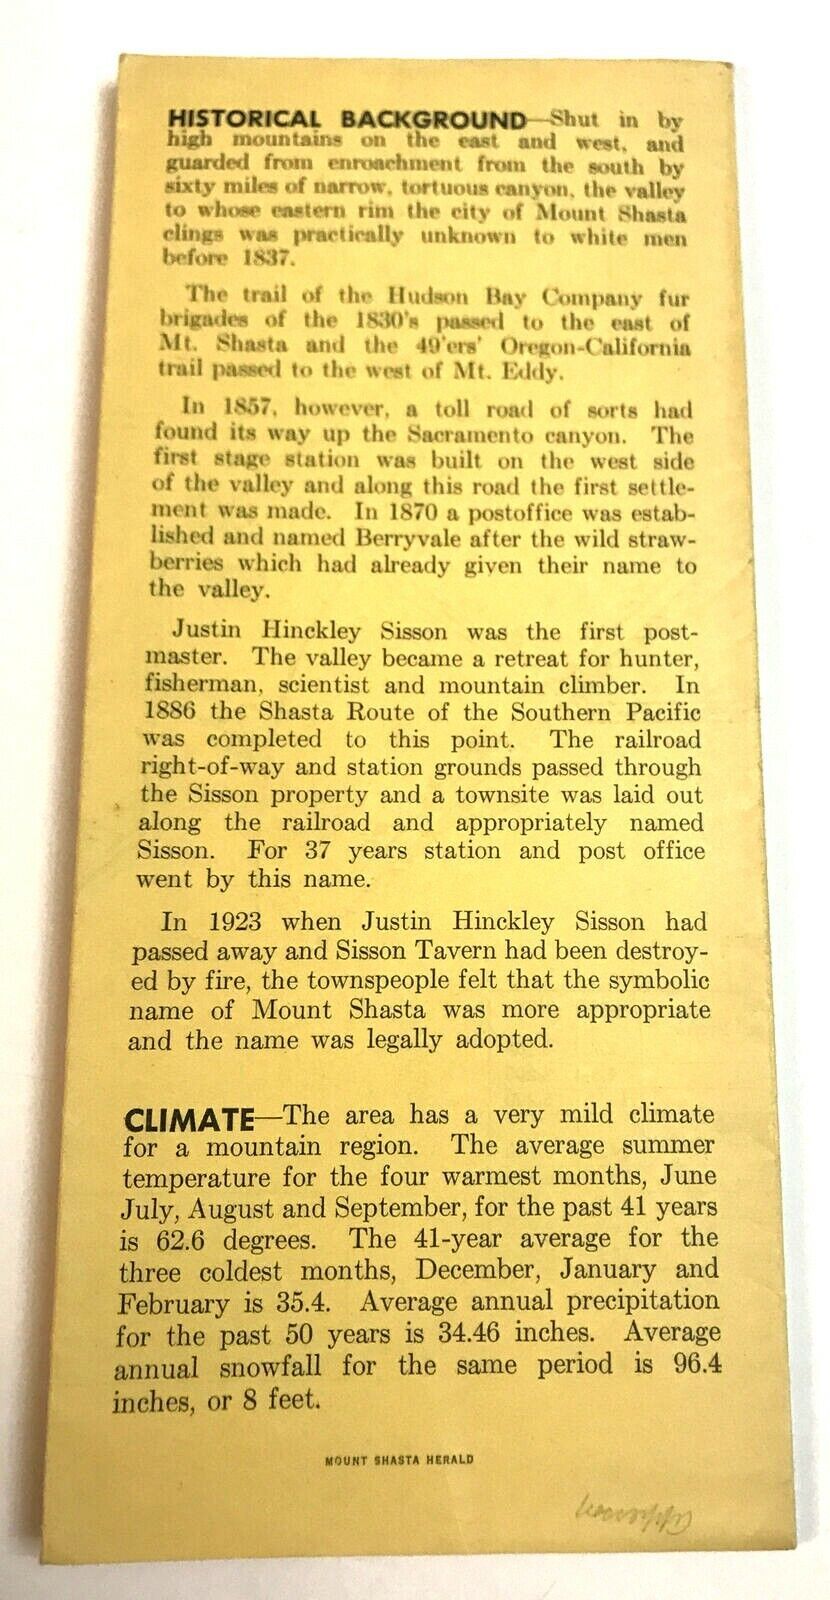 HISTORICAL BACKGROUND—Shut in by
high mountains on the east and west, and
guarded from enroachment from the south by
sixty miles of narrow, tortuous canyon, the valley
to whose eastern rim the city of Mount Shasta
clings was practically unknown to white men
before 1837.
The trail of the Hudson Bay Company fur
brigades of the 1830's passed to the east of
Mt. Shasta and the 49'ers' Oregon-California
trail passed to the west of Mt. Eddy.
In 1857, however, a toll road of sorts had
found its way up the Sacramento canyon. The
first stage station was built on the west side
of the valley and along this road the first settle-
ment was made. In 1870 a postoffice was estab-
lished and named Berryvale after the wild straw-
berries which had already given their name to
the valley.
Justin Hinckley Sisson was the first post-
master. The valley became a retreat for hunter,
fisherman, scientist and mountain climber. In
1886 the Shasta Route of the Southern Pacific
was completed to this point. The railroad
right-of-way and station grounds passed through
the Sisson property and a townsite was laid out
along the railroad and appropriately named
Sisson. For 37 years station and post office
went by this name.
In 1923 when Justin Hinckley Sisson had
passed away and Sisson Tavern had been destroy-
ed by fire, the townspeople felt that the symbolic
name of Mount Shasta was more appropriate
and the name was legally adopted.
CLIMATE—The area has a very mild climate
for a mountain region. The average summer
temperature for the four warmest months, June
July, August and September, for the past 41 years
is 62.6 degrees. The 41-year average for the
three coldest months, December, January and
February is 35.4. Average annual precipitation
for the past 50 years is 34.46 inches. Average
annual snowfall for the same period is 96.4
inches, or 8 feet.
MOUNT SHASTA HERALD